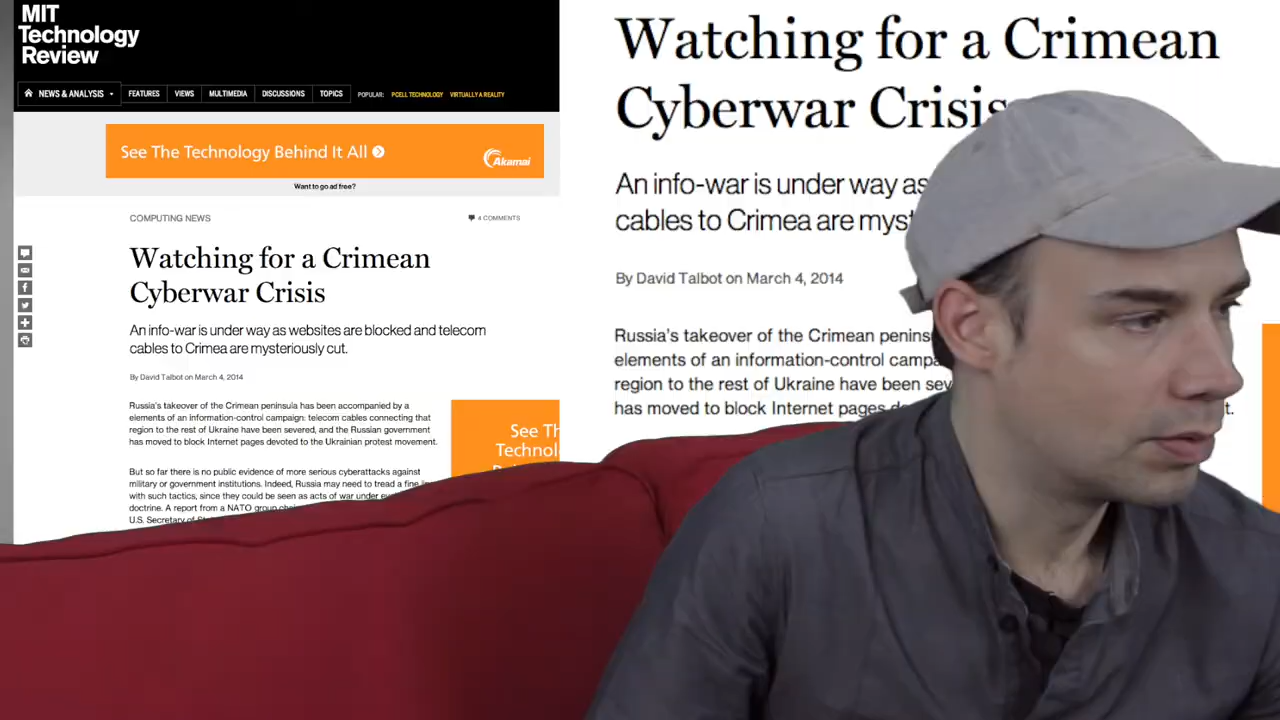 MIT
Technology
Review
NEWS & ANALYSIS
FEATURES
VIEWS
MULTIMEDIA
DISCUSSIONS
TOPICS
POPULAR:
PCELL TECHNOLOGY
VIRTUALLY A REALITY
See The Technology Behind It All
Akamai
Want to go ad free?
COMPUTING NEWS
4 COMMENTS
Watching for a Crimean
Cyberwar Crisis
An info-war is under way as websites are blocked and telecom
cables to Crimea are mysteriously cut.
By David Talbot on March 4, 2014
Russia's takeover of the Crimean peninsula has been accompanied by a
elements of an information-control campaign: telecom cables connecting that
region to the rest of Ukraine have been severed, and the Russian government
has moved to block Internet pages devoted to the Ukrainian protest movement.
But so far there is no public evidence of more serious cyberattacks against
military or government institutions. Indeed, Russia may need to tread a fine
with such tactics, since they could be seen as acts of war under
doctrine. A report from a NATO group
U.S. Secretary of
See
Technol
Watching for a Crimean
Cyberwar Crisis
An info-war is under way as
cables to Crimea are
By David Talbot on March 4, 2014
Russia's takeover of the Crimean
elements of an information-control
region to the rest of Ukraine have been
has moved to block Internet pages